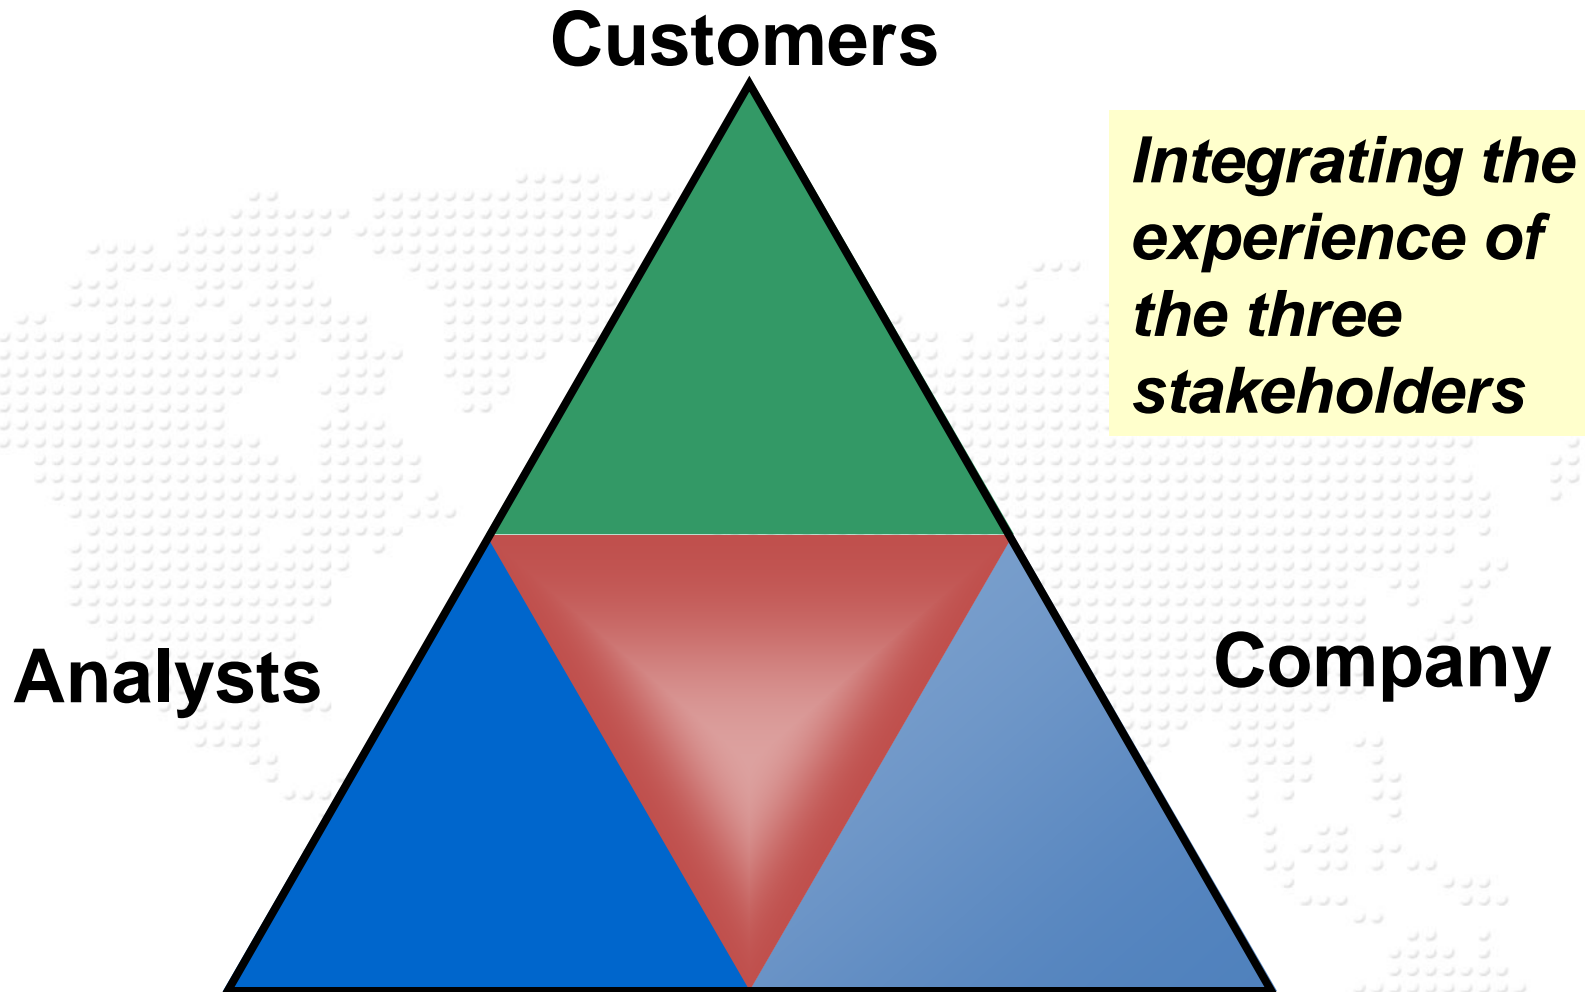 Customers
Integrating the
experience of
the three
stakeholders
Analysts
Company